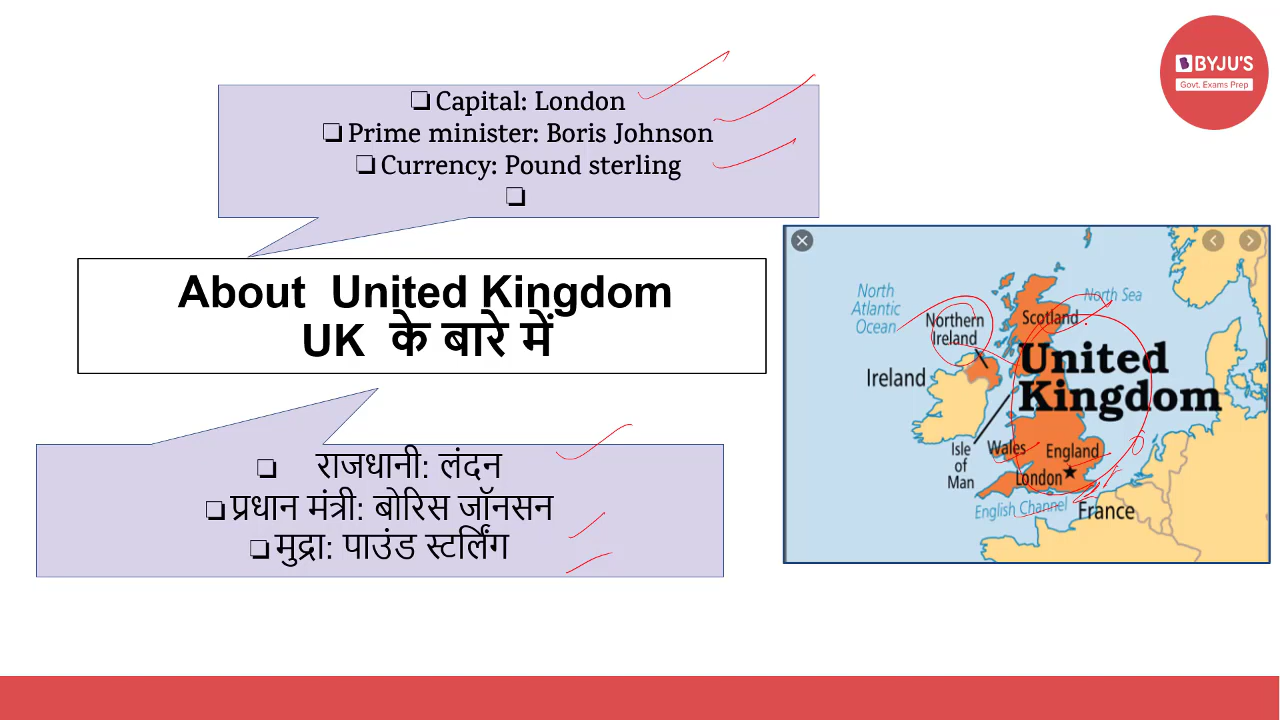 BYJU'S
Govt. Exams Prep
Capital: London
Prime minister: Boris Johnson
Currency: Pound sterling
About United Kingdom
UK के बारे में
राजधानी: लंदन
प्रधान मंत्री: बोरिस जॉनसन
मुद्रा: पाउंड स्टर्लिंग
North
Atlantic
Ocean
North Sea
Northern
Ireland
Scotland
United
Kingdom
Ireland
Isle
of
Man
Wales
England
London
English Channel
France